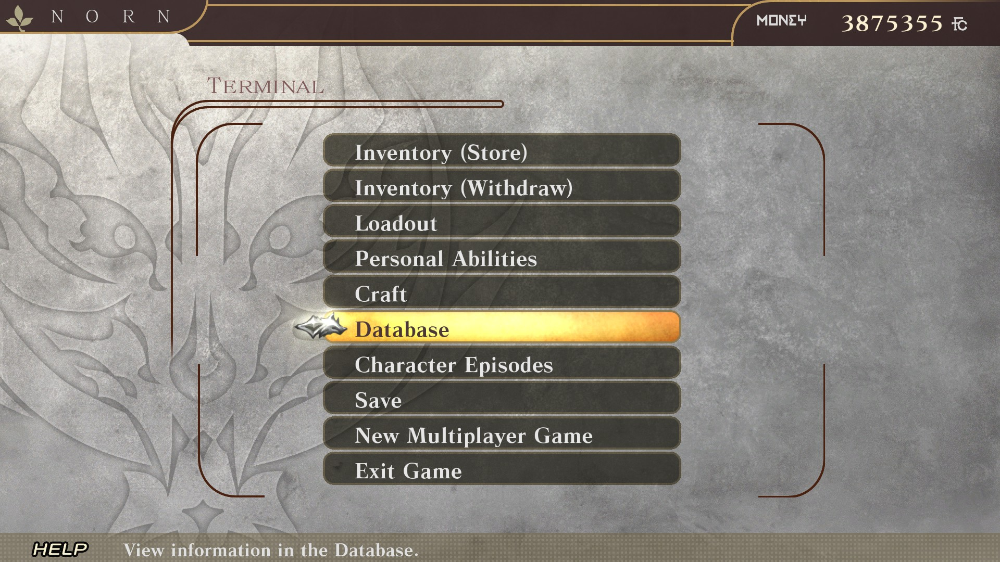 NORN
MONEY 3875355 FC
TERMINAL
Inventory (Store)
Inventory (Withdraw)
Loadout
Personal Abilities
Craft
Database
Character Episodes
Save
New Multiplayer Game
Exit Game
HELP View information in the Database.